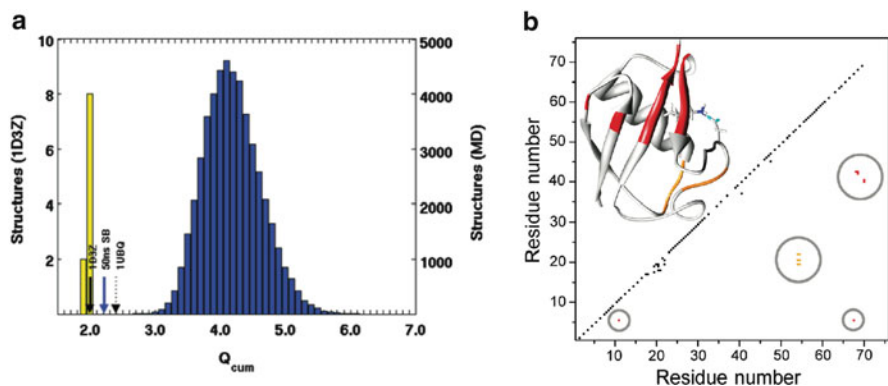 a
10
8
6
4
2
Structures (1D3Z)
1D3Z
50ns SB
1UBQ
5000
4000
3000
2000
1000
Structures (MD)
2.0 3.0 4.0 5.0 6.0 7.0
Qcum
b
70
60
50
40
30
20
10
Residue number
10 20 30 40 50 60 70
Residue number